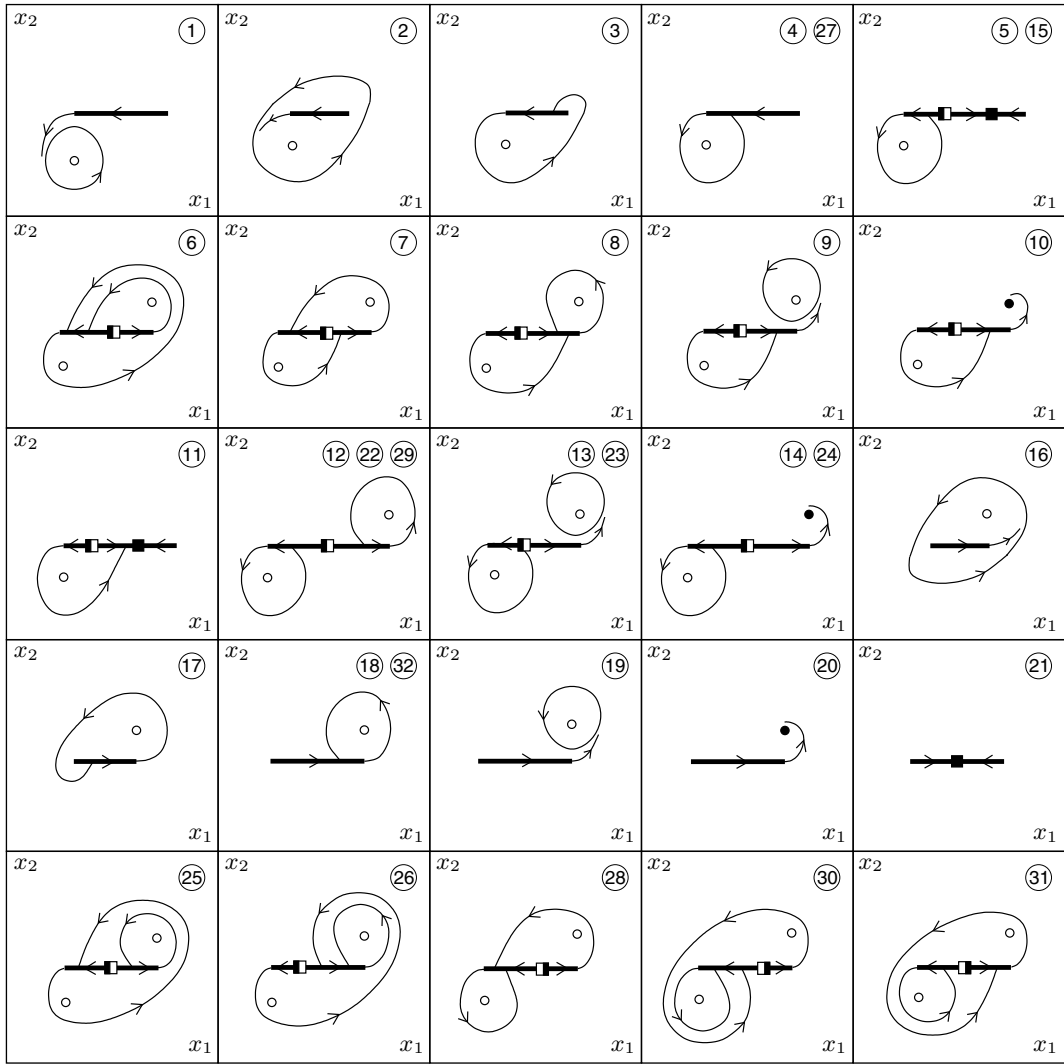 x₂ ① x₂ ② x₂ ③ x₂ ④ ㉗ x₂ ⑤ ⑮
x₁ x₁ x₁ x₁ x₁
x₂ ⑥ x₂ ⑦ x₂ ⑧ x₂ ⑨ x₂ ⑩
x₁ x₁ x₁ x₁ x₁
x₂ ⑪ x₂ ⑫ ㉒ ㉙ x₂ ⑬ ㉓ x₂ ⑭ ㉔ x₂ ⑯
x₁ x₁ x₁ x₁ x₁
x₂ ⑰ x₂ ⑱ ㉜ x₂ ⑲ x₂ ⑳ x₂ ㉑
x₁ x₁ x₁ x₁ x₁
x₂ ㉕ x₂ ㉖ x₂ ㉘ x₂ ㉚ x₂ ㉛
x₁ x₁ x₁ x₁ x₁